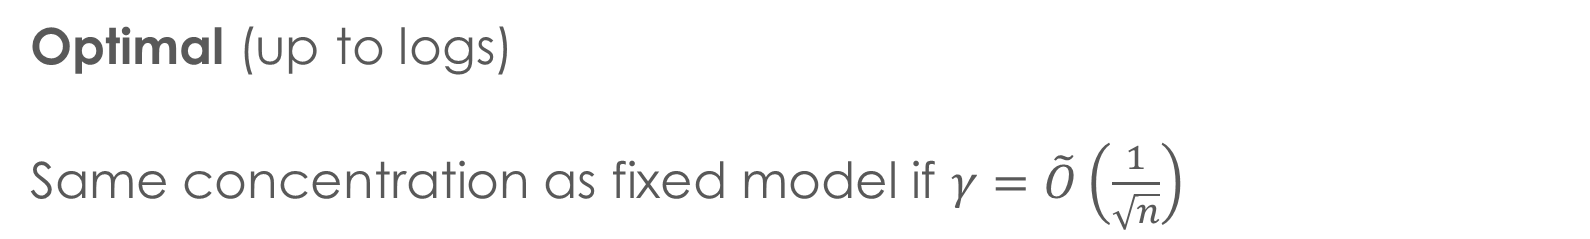 Optimal (up to logs)
Same concentration as fixed model if γ = Õ(1/√n)